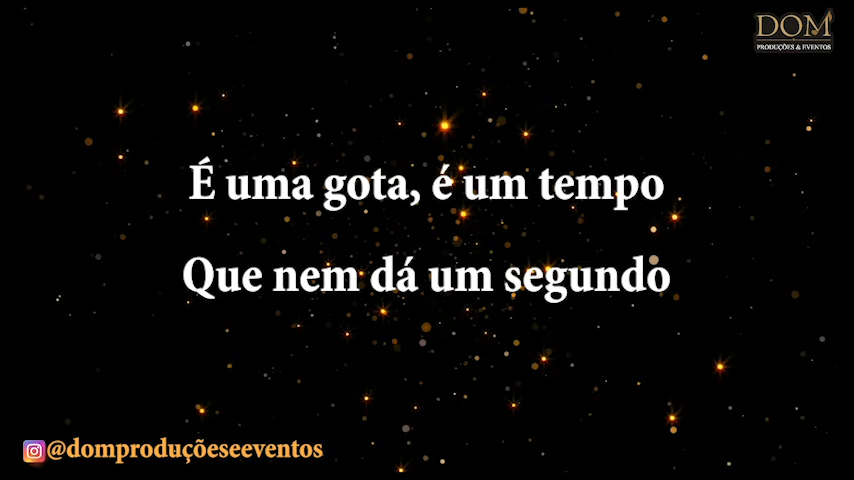 DOM
PRODUÇÕES & EVENTOS
É uma gota, é um tempo
Que nem dá um segundo
@domproduçõeseeventos